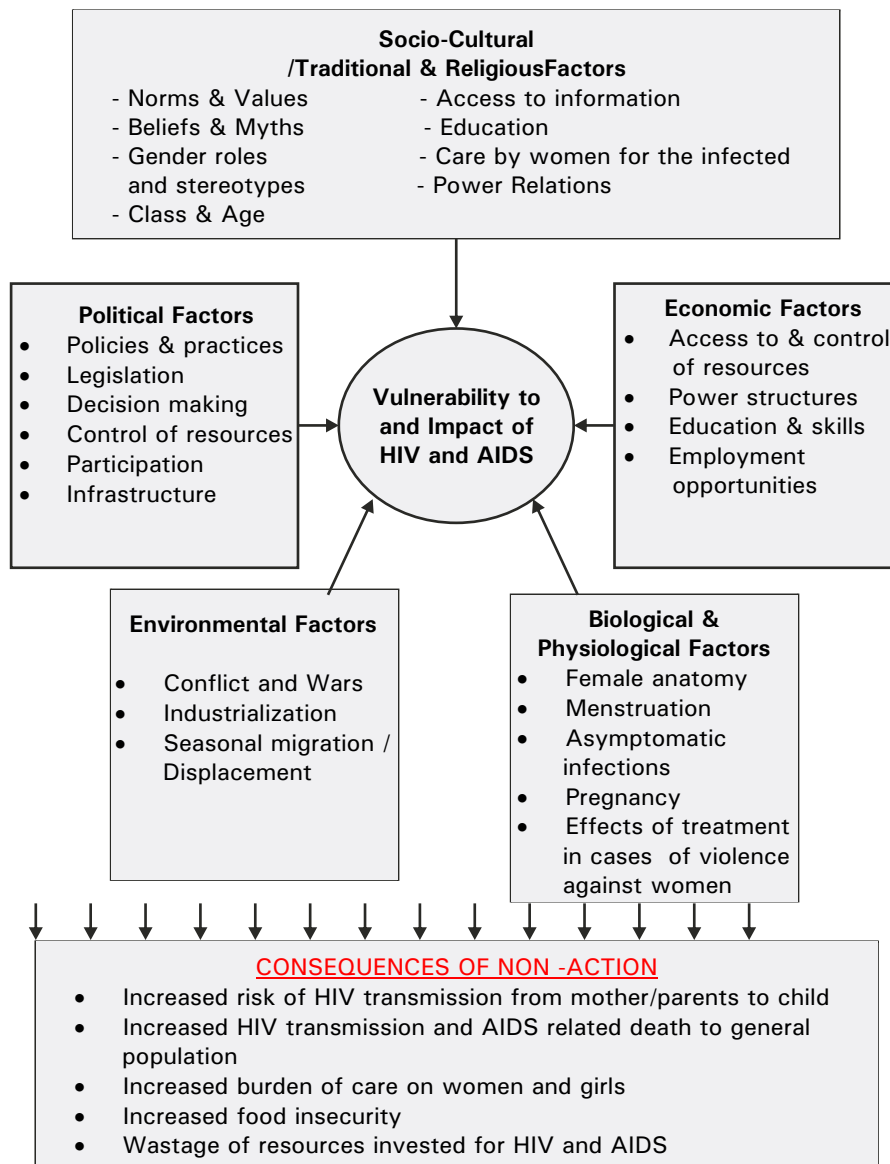 Socio-Cultural
/Traditional & ReligiousFactors
- Norms & Values
- Beliefs & Myths
- Gender roles
and stereotypes
- Class & Age
- Access to information
- Education
- Care by women for the infected
- Power Relations
Political Factors
• Policies & practices
• Legislation
• Decision making
• Control of resources
• Participation
• Infrastructure
Vulnerability to
and Impact of
HIV and AIDS
Economic Factors
• Access to & control
of resources
• Power structures
• Education & skills
• Employment
opportunities
Environmental Factors
• Conflict and Wars
• Industrialization
• Seasonal migration /
Displacement
Biological &
Physiological Factors
• Female anatomy
• Menstruation
• Asymptomatic
infections
• Pregnancy
• Effects of treatment
in cases of violence
against women
CONSEQUENCES OF NON -ACTION
• Increased risk of HIV transmission from mother/parents to child
• Increased HIV transmission and AIDS related death to general
population
• Increased burden of care on women and girls
• Increased food insecurity
• Wastage of resources invested for HIV and AIDS